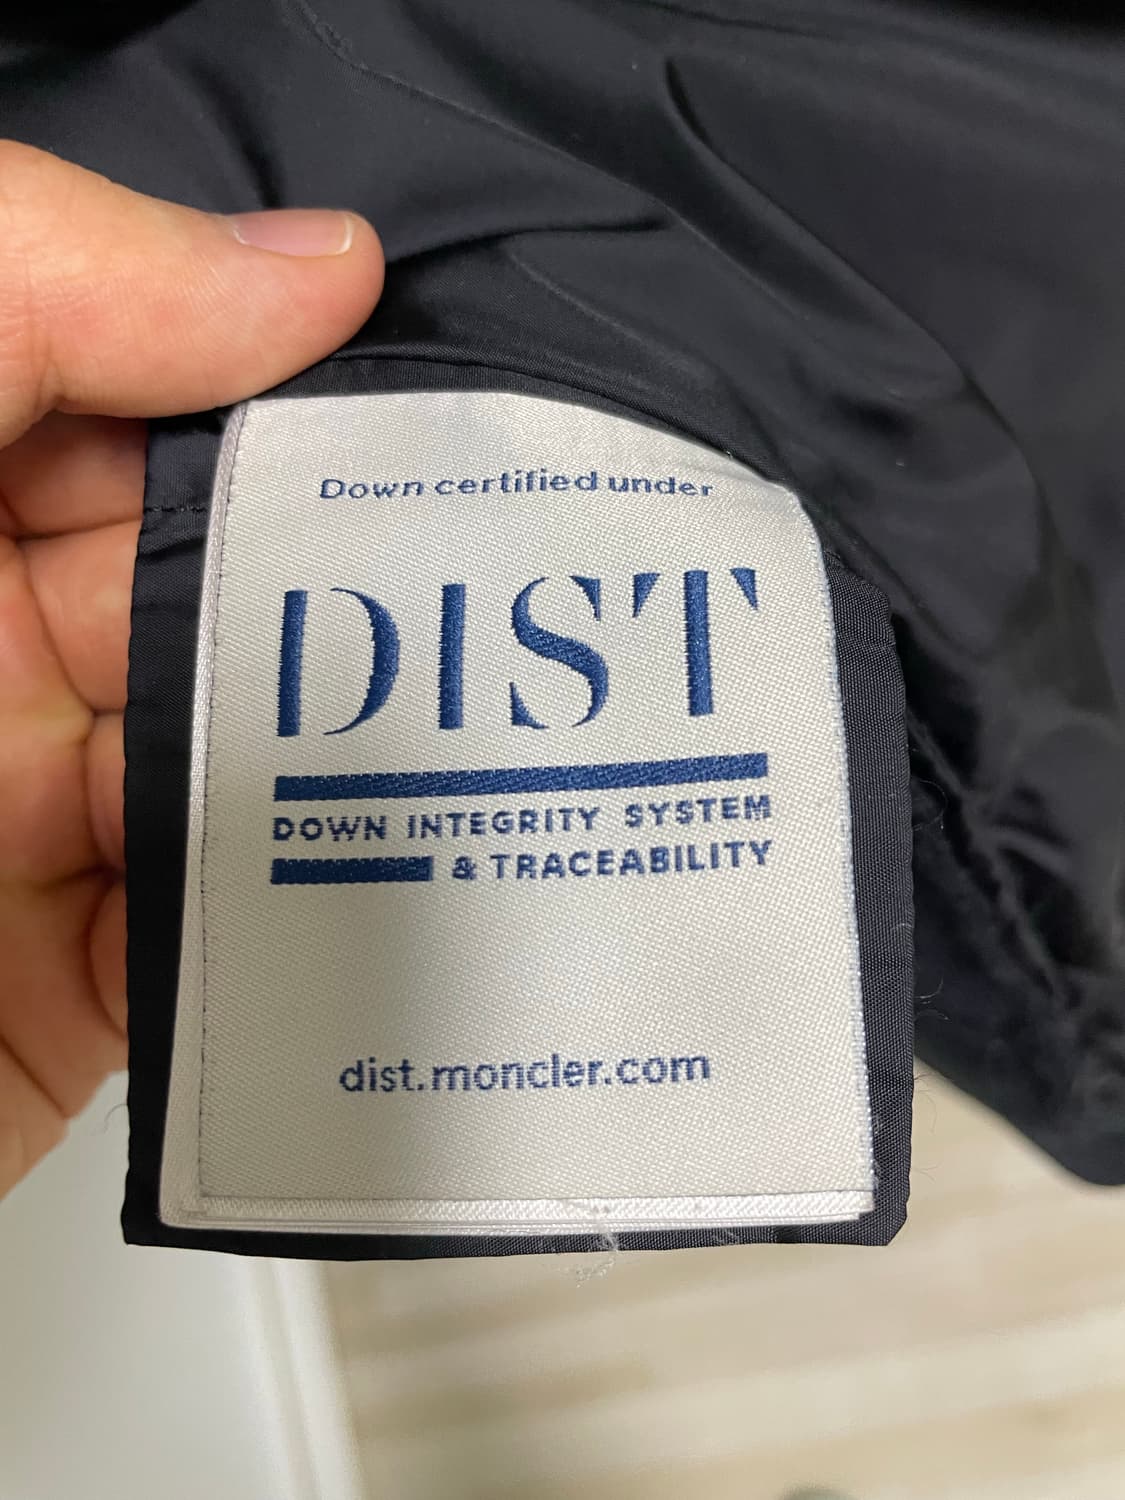 Down certified under
DIST
DOWN INTEGRITY SYSTEM
& TRACEABILITY
dist.moncler.com